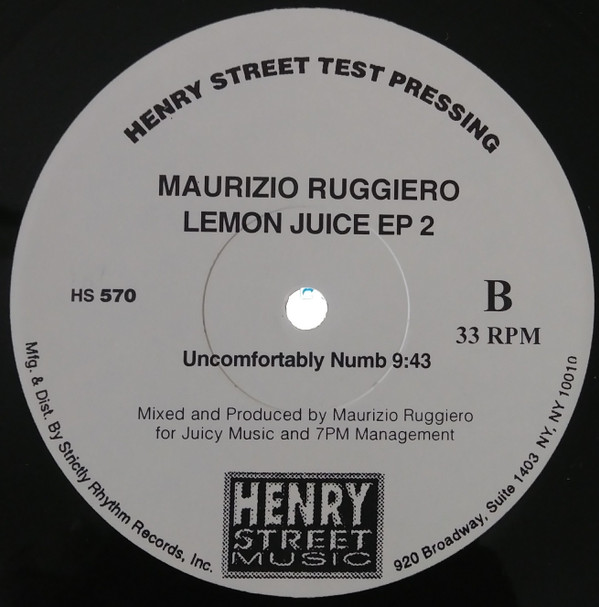 HENRY STREET TEST PRESSING
MAURIZIO RUGGIERO
LEMON JUICE EP 2
HS 570
B
33 RPM
Uncomfortably Numb 9:43
Mixed and Produced by Maurizio Ruggiero
for Juicy Music and 7PM Management
Mfg. & Dist. By Strictly Rhythm Records, Inc.
920 Broadway, Suite 1403 NY, NY 10010
HENRY
STREET
MUSIC